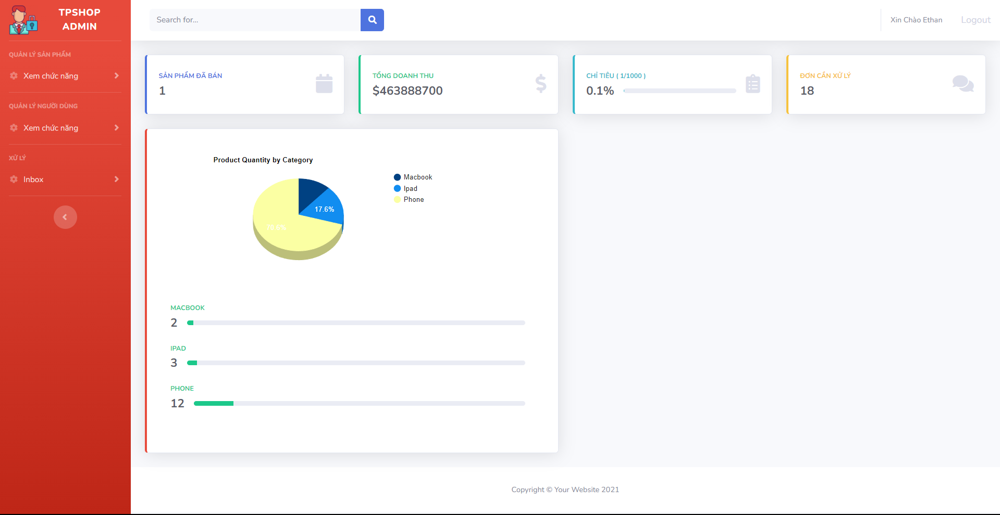 TPSHOP
ADMIN
Search for...
Xin Chào Ethan
Logout
QUẢN LÝ SẢN PHẨM
Xem chức năng
QUẢN LÝ NGƯỜI DÙNG
Xem chức năng
XỬ LÝ
Inbox
SẢN PHẨM ĐÃ BÁN
1
TỔNG DOANH THU
$463888700
CHỈ TIÊU ( 1/1000 )
0.1%
ĐƠN CẦN XỬ LÝ
18
Product Quantity by Category
Macbook
Ipad
Phone
17.6%
70.6%
MACBOOK
2
IPAD
3
PHONE
12
Copyright © Your Website 2021